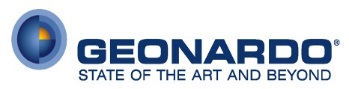 GEONARDO®
STATE OF THE ART AND BEYOND